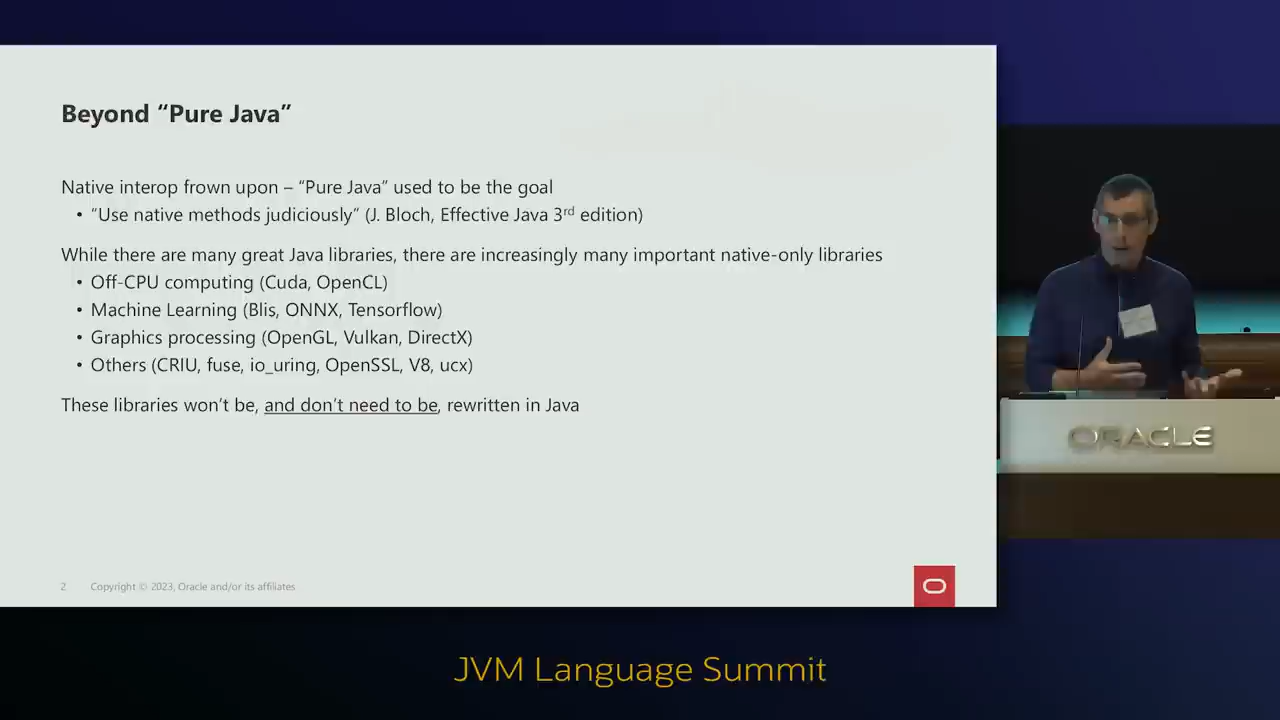 Beyond “Pure Java”
Native interop frown upon – “Pure Java” used to be the goal
• “Use native methods judiciously” (J. Bloch, Effective Java 3rd edition)
While there are many great Java libraries, there are increasingly many important native-only libraries
• Off-CPU computing (Cuda, OpenCL)
• Machine Learning (Blis, ONNX, Tensorflow)
• Graphics processing (OpenGL, Vulkan, DirectX)
• Others (CRIU, fuse, io_uring, OpenSSL, V8, ucx)
These libraries won’t be, and don’t need to be, rewritten in Java
2 Copyright © 2023, Oracle and/or its affiliates
ORACLE
JVM Language Summit